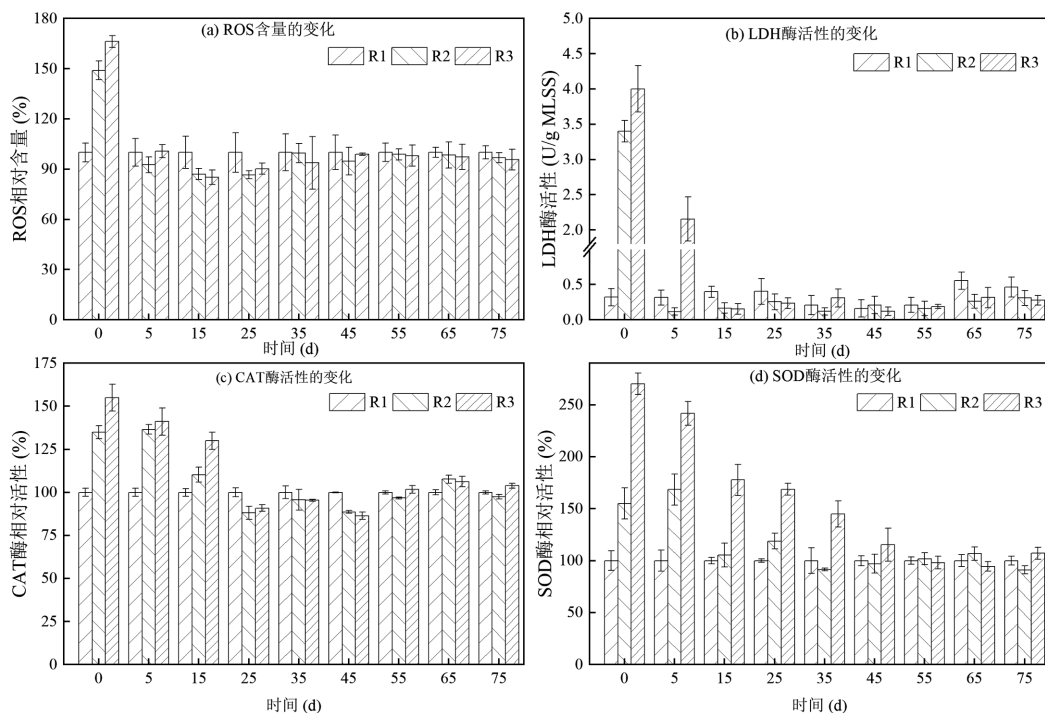 (a) ROS含量的变化
R1 R2 R3
ROS相对含量 (%)
180
150
120
90
60
30
0
0 5 15 25 35 45 55 65 75
时间 (d)
(b) LDH酶活性的变化
R1 R2 R3
LDH酶活性 (U/g MLSS)
5.0
4.5
4.0
3.5
3.0
2.5
2.0
0.5
0.0
0 5 15 25 35 45 55 65 75
时间 (d)
(c) CAT酶活性的变化
R1 R2 R3
CAT酶相对活性 (%)
175
150
125
100
75
50
25
0
0 5 15 25 35 45 55 65 75
时间 (d)
(d) SOD酶活性的变化
R1 R2 R3
SOD酶相对活性 (%)
250
200
150
100
50
0
0 5 15 25 35 45 55 65 75
时间 (d)